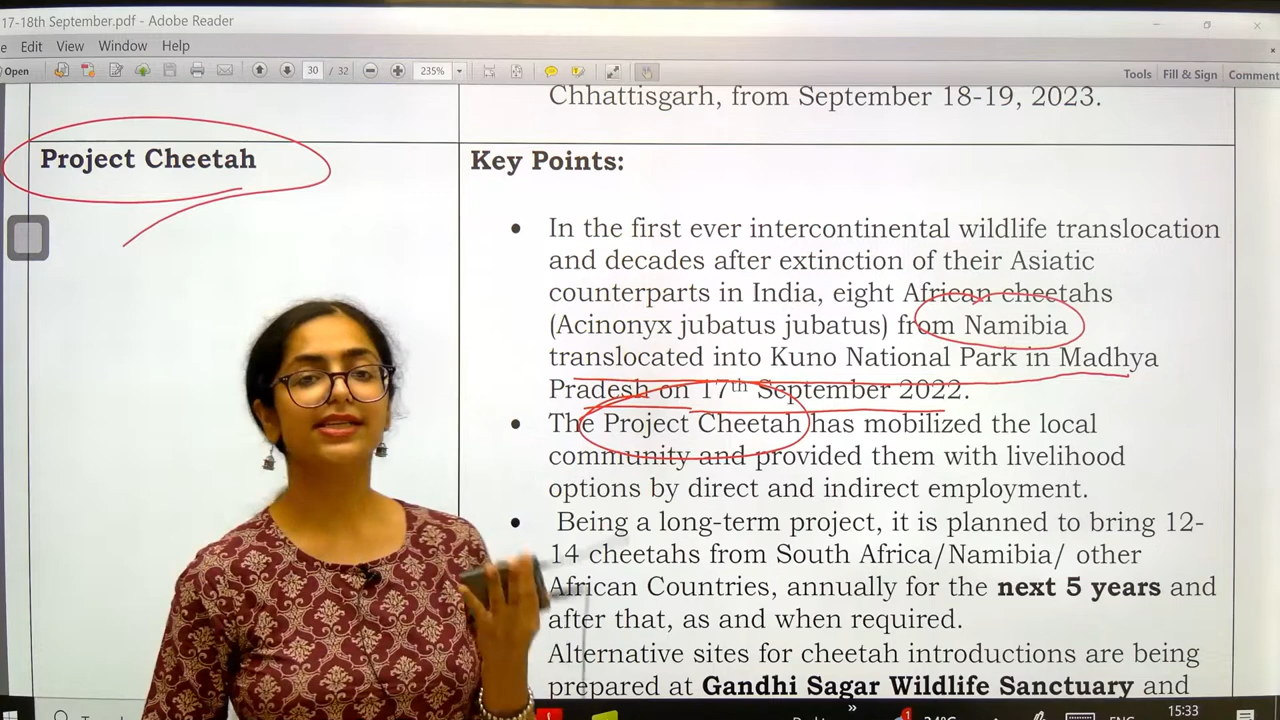 17-18th September.pdf - Adobe Reader
Edit View Window Help
Open 30 / 32 235% Tools Fill & Sign Comment
Chhattisgarh, from September 18-19, 2023.
Project Cheetah
Key Points:
• In the first ever intercontinental wildlife translocation
and decades after extinction of their Asiatic
counterparts in India, eight African cheetahs
(Acinonyx jubatus jubatus) from Namibia
translocated into Kuno National Park in Madhya
Pradesh on 17th September 2022.
• The Project Cheetah has mobilized the local
community and provided them with livelihood
options by direct and indirect employment.
• Being a long-term project, it is planned to bring 12-
14 cheetahs from South Africa/Namibia/ other
African Countries, annually for the next 5 years and
after that, as and when required.
Alternative sites for cheetah introductions are being
prepared at Gandhi Sagar Wildlife Sanctuary and
15:33